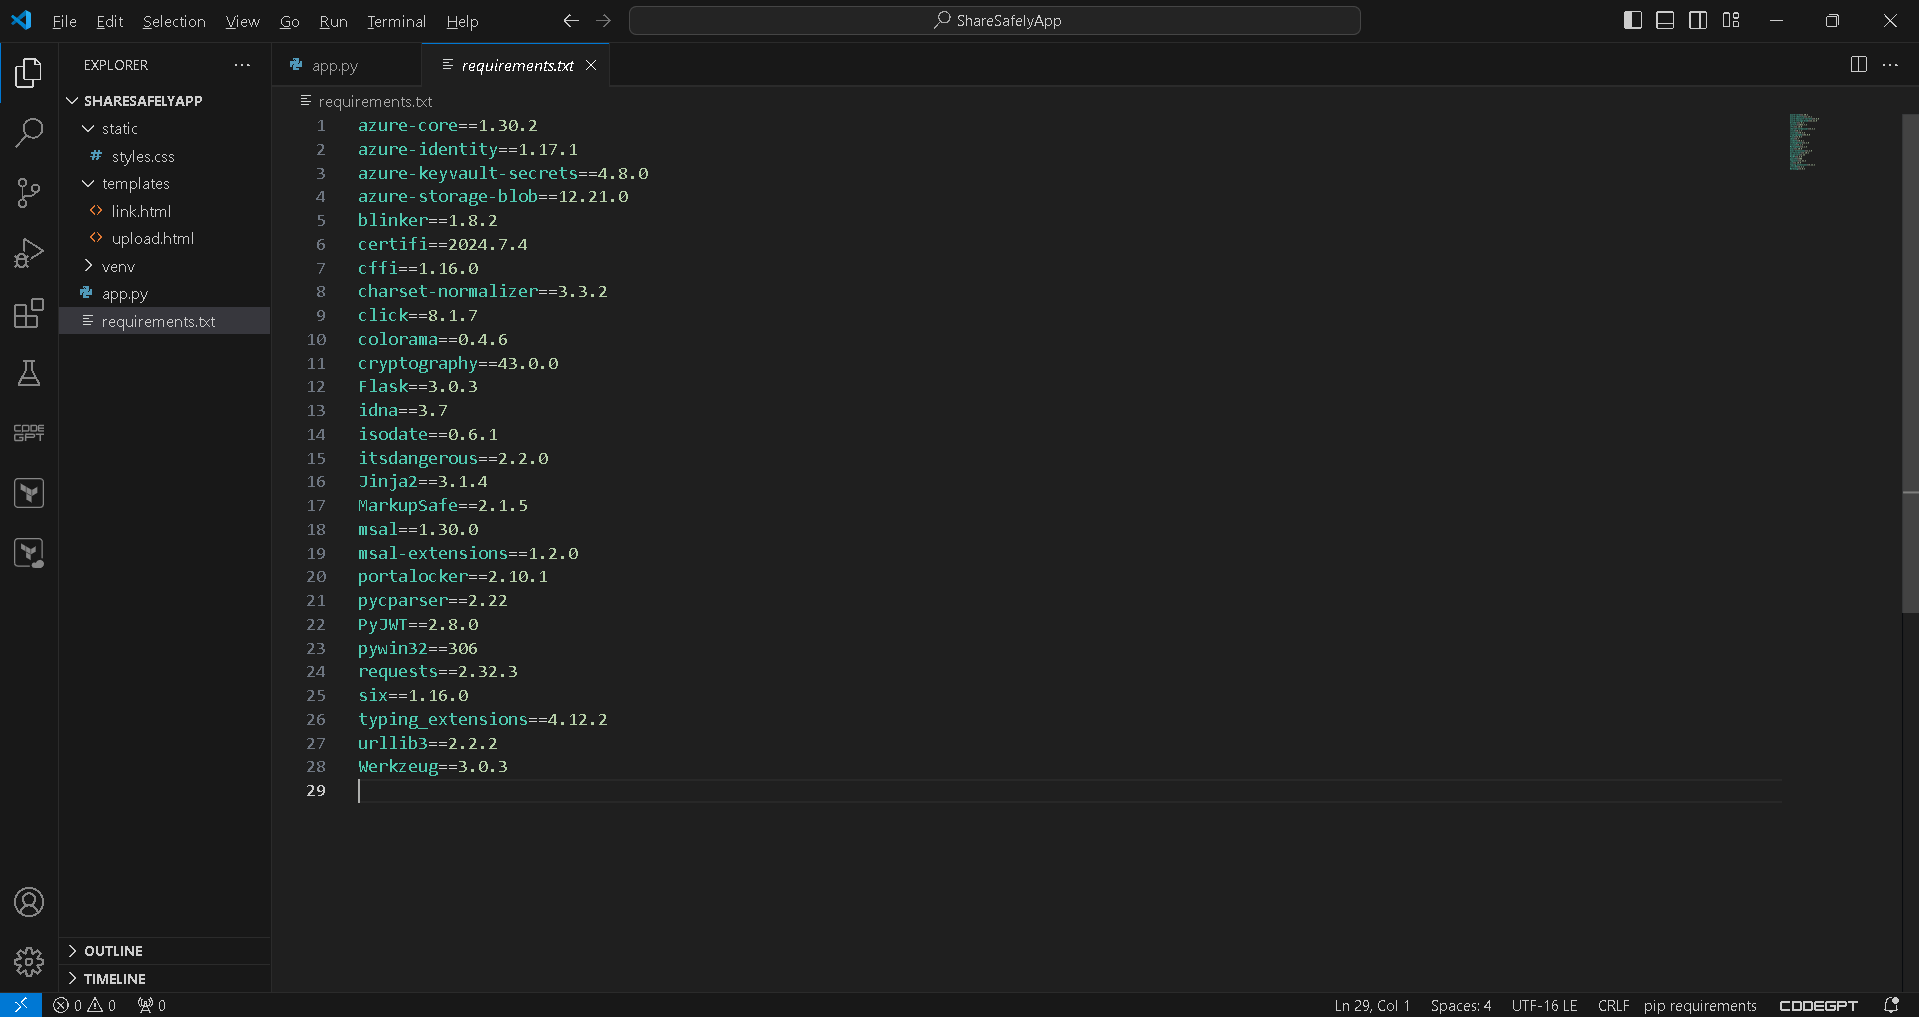 File Edit Selection View Go Run Terminal Help
ShareSafelyApp
EXPLORER
SHARESAFELYAPP
static
# styles.css
templates
<> link.html
<> upload.html
venv
app.py
requirements.txt
OUTLINE
TIMELINE
CODE
GPT
app.py
requirements.txt
requirements.txt
1 azure-core==1.30.2
2 azure-identity==1.17.1
3 azure-keyvault-secrets==4.8.0
4 azure-storage-blob==12.21.0
5 blinker==1.8.2
6 certifi==2024.7.4
7 cffi==1.16.0
8 charset-normalizer==3.3.2
9 click==8.1.7
10 colorama==0.4.6
11 cryptography==43.0.0
12 Flask==3.0.3
13 idna==3.7
14 isodate==0.6.1
15 itsdangerous==2.2.0
16 Jinja2==3.1.4
17 MarkupSafe==2.1.5
18 msal==1.30.0
19 msal-extensions==1.2.0
20 portalocker==2.10.1
21 pycparser==2.22
22 PyJWT==2.8.0
23 pywin32==306
24 requests==2.32.3
25 six==1.16.0
26 typing_extensions==4.12.2
27 urllib3==2.2.2
28 Werkzeug==3.0.3
29
0 0 0
Ln 29, Col 1 Spaces: 4 UTF-16 LE CRLF pip requirements CODEGPT